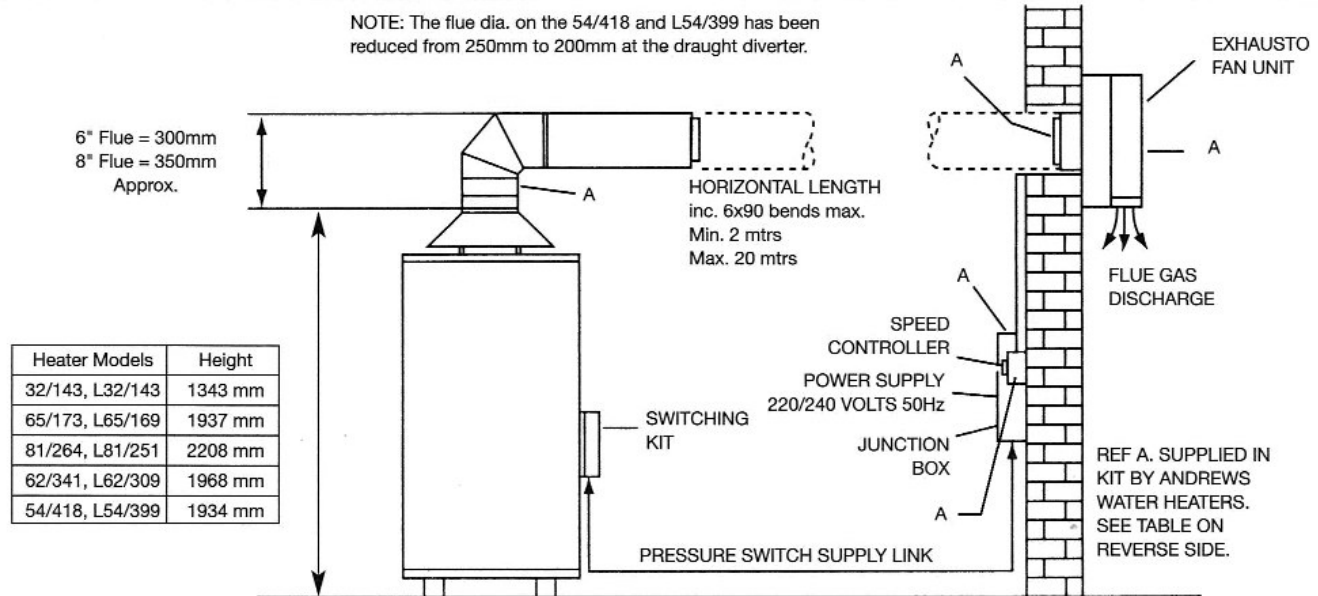 NOTE: The flue dia. on the 54/418 and L54/399 has been
reduced from 250mm to 200mm at the draught diverter.
EXHAUSTO
FAN UNIT
A
A
6" Flue = 300mm
8" Flue = 350mm
Approx.
A
HORIZONTAL LENGTH
inc. 6x90 bends max.
Min. 2 mtrs
Max. 20 mtrs
FLUE GAS
DISCHARGE
A
SPEED
CONTROLLER
POWER SUPPLY
220/240 VOLTS 50Hz
JUNCTION
BOX
A
Heater Models Height
32/143, L32/143 1343 mm
65/173, L65/169 1937 mm
81/264, L81/251 2208 mm
62/341, L62/309 1968 mm
54/418, L54/399 1934 mm
SWITCHING
KIT
REF A. SUPPLIED IN
KIT BY ANDREWS
WATER HEATERS.
SEE TABLE ON
REVERSE SIDE.
PRESSURE SWITCH SUPPLY LINK